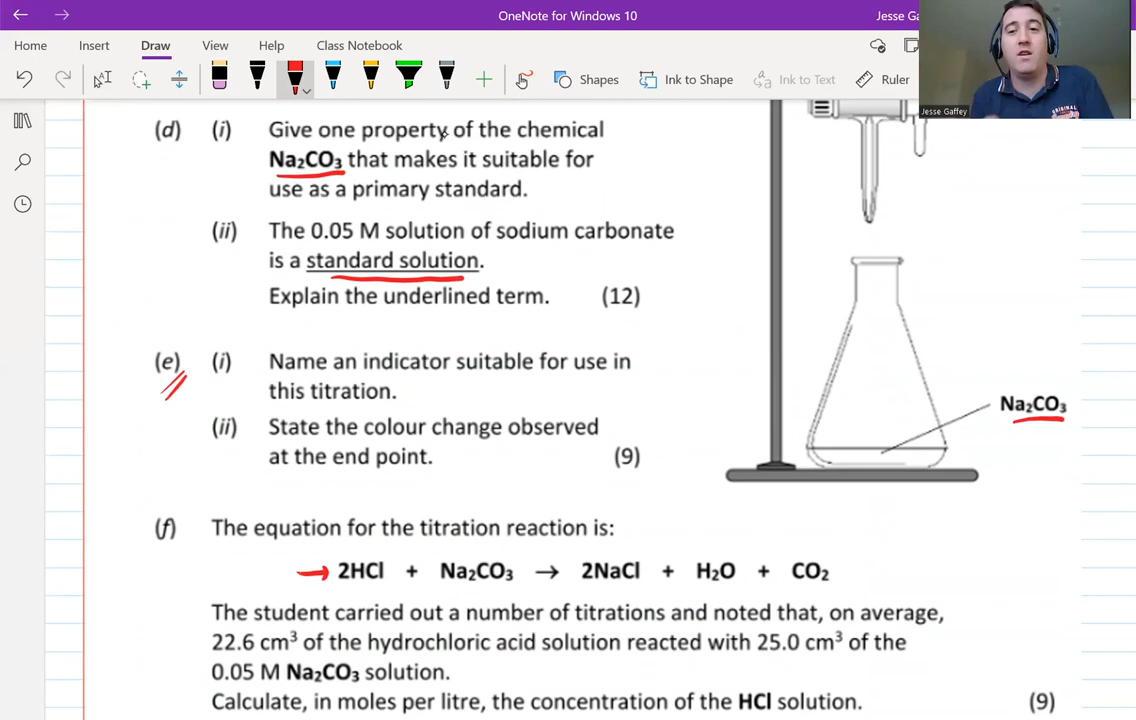 OneNote for Windows 10
Jesse Ga
Home Insert Draw View Help Class Notebook
Shapes Ink to Shape Ink to Text Ruler
ORIGINAL
Jesse Gaffey
(d) (i) Give one property of the chemical
Na₂CO₃ that makes it suitable for
use as a primary standard.
(ii) The 0.05 M solution of sodium carbonate
is a standard solution.
Explain the underlined term. (12)
(e) (i) Name an indicator suitable for use in
this titration.
(ii) State the colour change observed
at the end point. (9)
Na₂CO₃
(f) The equation for the titration reaction is:
2HCl + Na₂CO₃ → 2NaCl + H₂O + CO₂
The student carried out a number of titrations and noted that, on average,
22.6 cm³ of the hydrochloric acid solution reacted with 25.0 cm³ of the
0.05 M Na₂CO₃ solution.
Calculate, in moles per litre, the concentration of the HCl solution. (9)